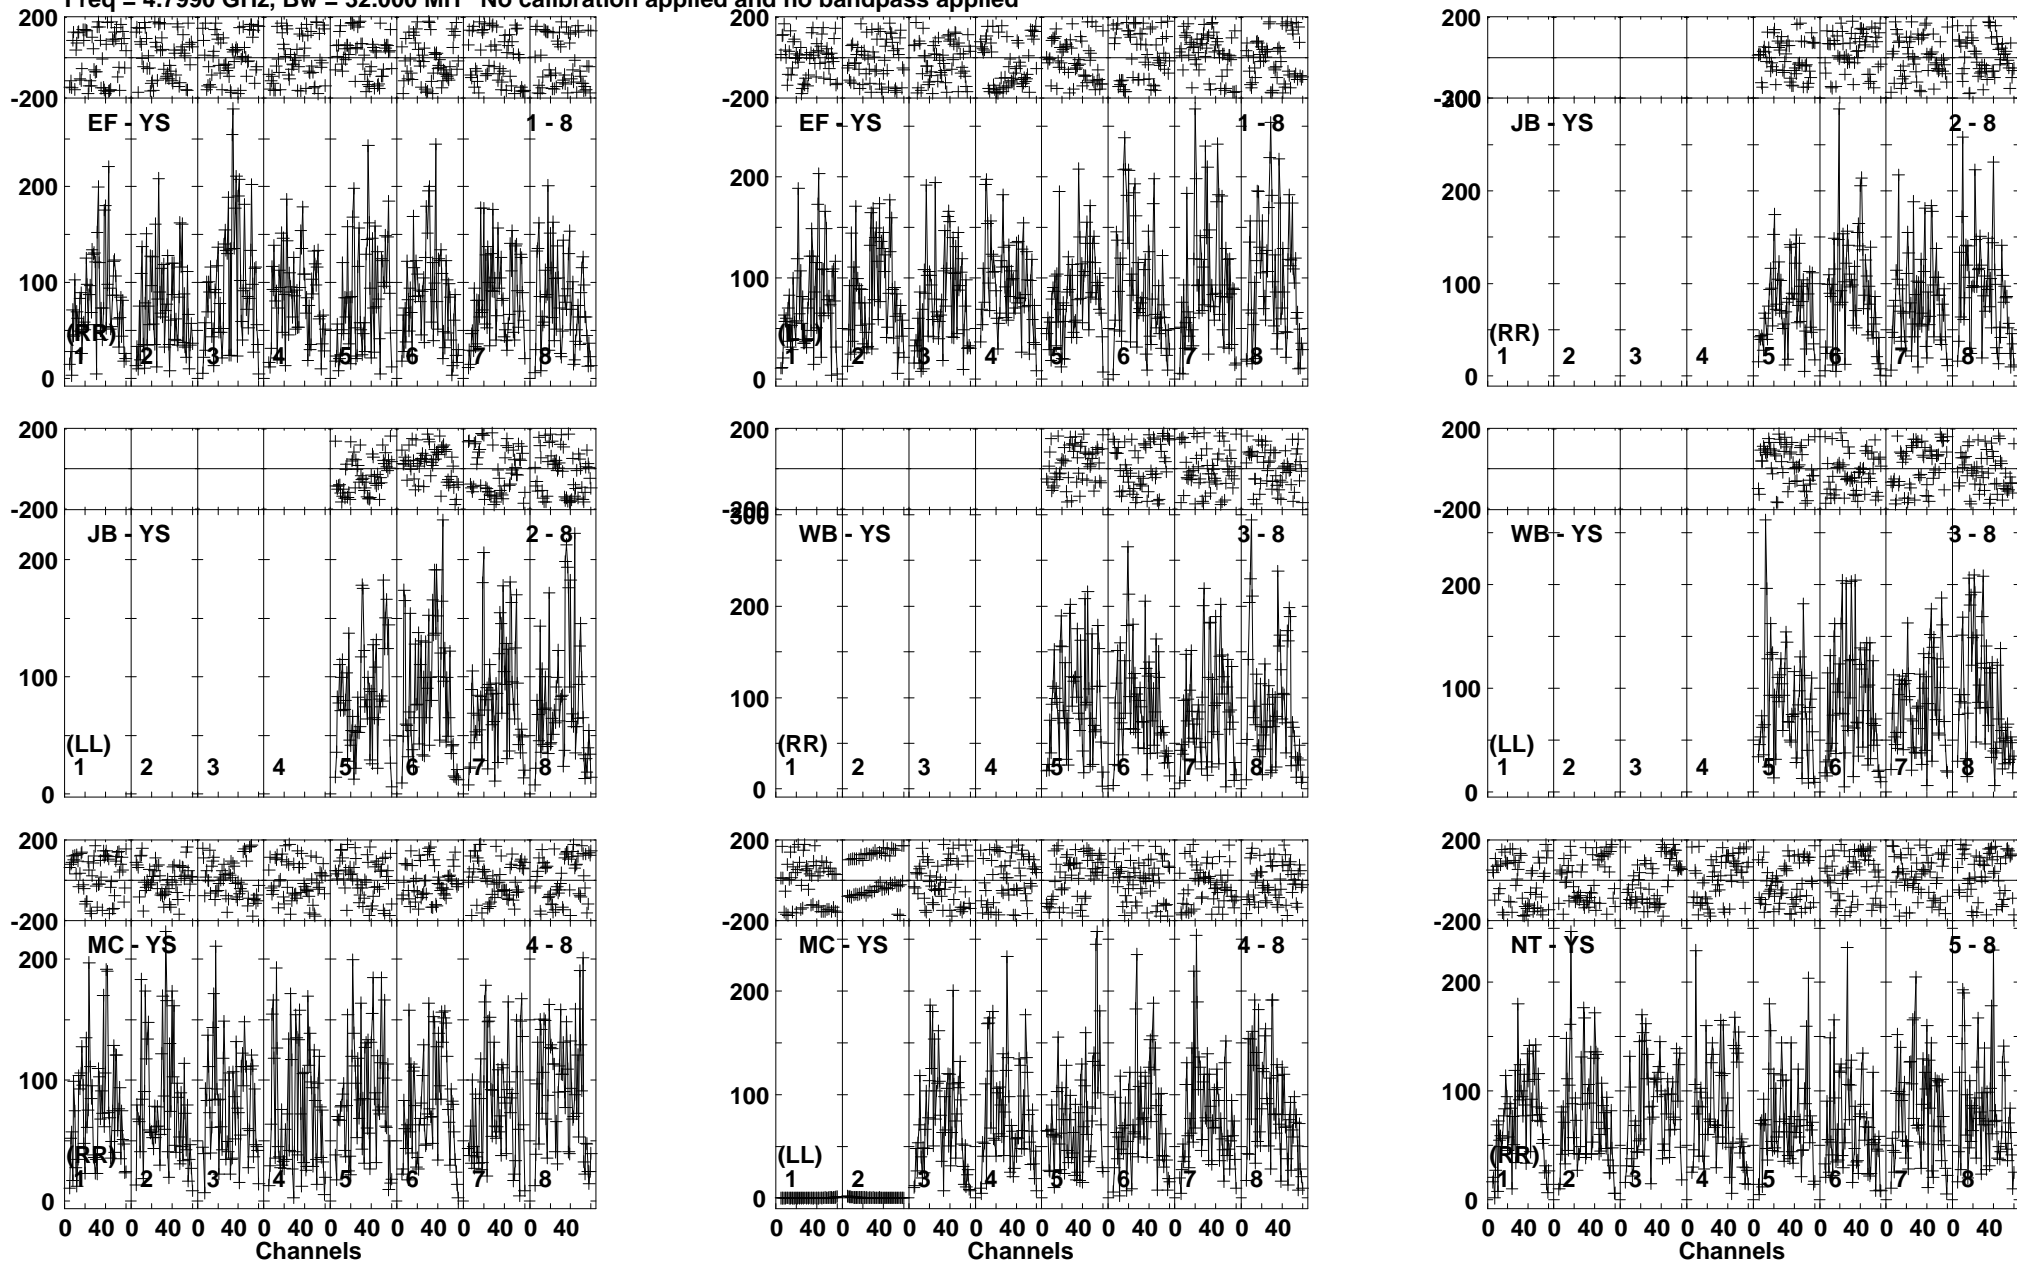 Freq = 4.7990 GHz, Bw = 32.000 MH No calibration applied and no bandpass applied
200 200 200
-200 -200 -200
EF - YS 1 - 8 EF - YS 1 - 8 JB - YS 2 - 8
200 200 200
100 100 100
(RR) (LL) (RR)
1 2 3 4 5 6 7 8 1 2 3 4 5 6 7 8 1 2 3 4 5 6 7 8
0 0 0
200 200 200
-200 -200 -200
300
JB - YS 2 - 8 WB - YS 3 - 8 WB - YS 3 - 8
200 200 200
100 100 100
(LL) (RR) (LL)
1 2 3 4 5 6 7 8 1 2 3 4 5 6 7 8 1 2 3 4 5 6 7 8
0 0 0
200 200 200
-200 -200 -200
MC - YS 4 - 8 MC - YS 4 - 8 NT - YS 5 - 8
200 200 200
100 100 100
(RR) (LL) (RR)
1 2 3 4 5 6 7 8 1 2 3 4 5 6 7 8 1 2 3 4 5 6 7 8
0 0 0
0 40 0 40 0 40 0 40 0 40 0 40 0 40 0 40 0 40 0 40 0 40 0 40 0 40 0 40 0 40 0 40 0 40 0 40 0 40 0 40 0 40 0 40 0 40 0 40
Channels Channels